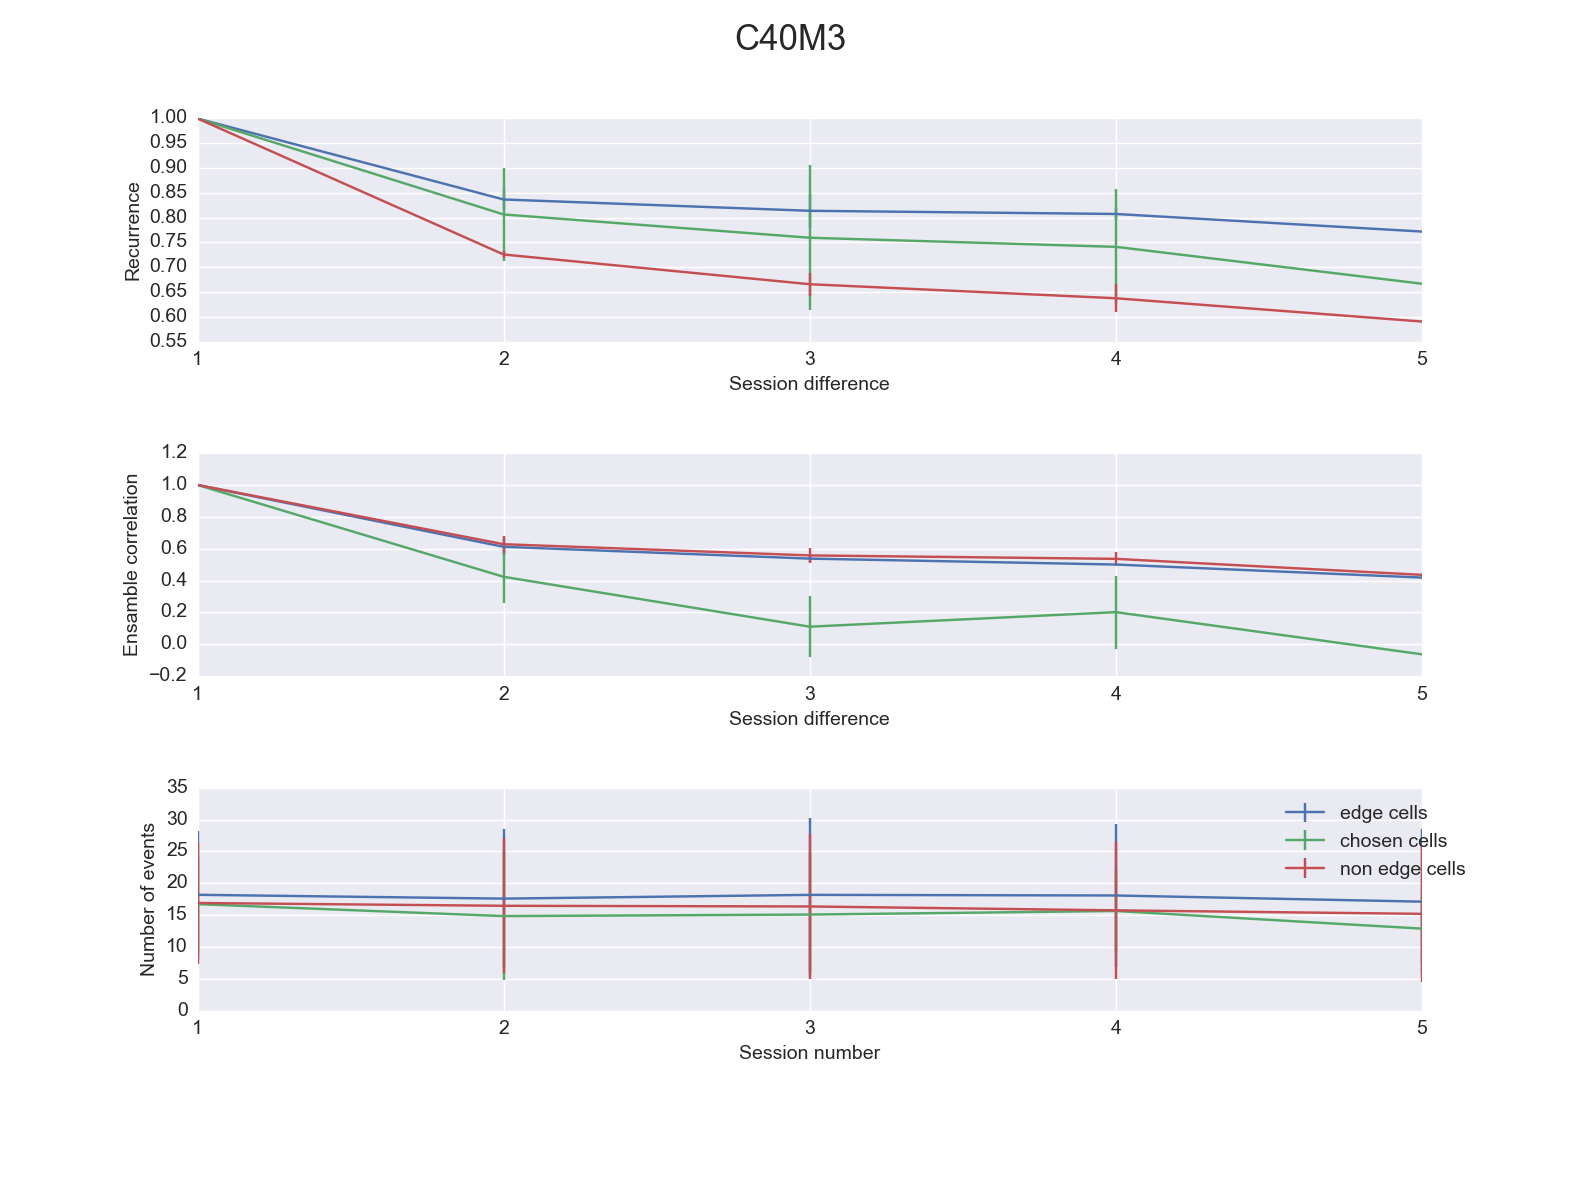 C40M3
1.00
0.95
0.90
0.85
0.80
0.75
0.70
0.65
0.60
0.55
Recurrence
1 2 3 4 5
Session difference
1.2
1.0
0.8
0.6
0.4
0.2
0.0
−0.2
Ensamble correlation
1 2 3 4 5
Session difference
35
30
25
20
15
10
5
0
Number of events
edge cells
chosen cells
non edge cells
1 2 3 4 5
Session number